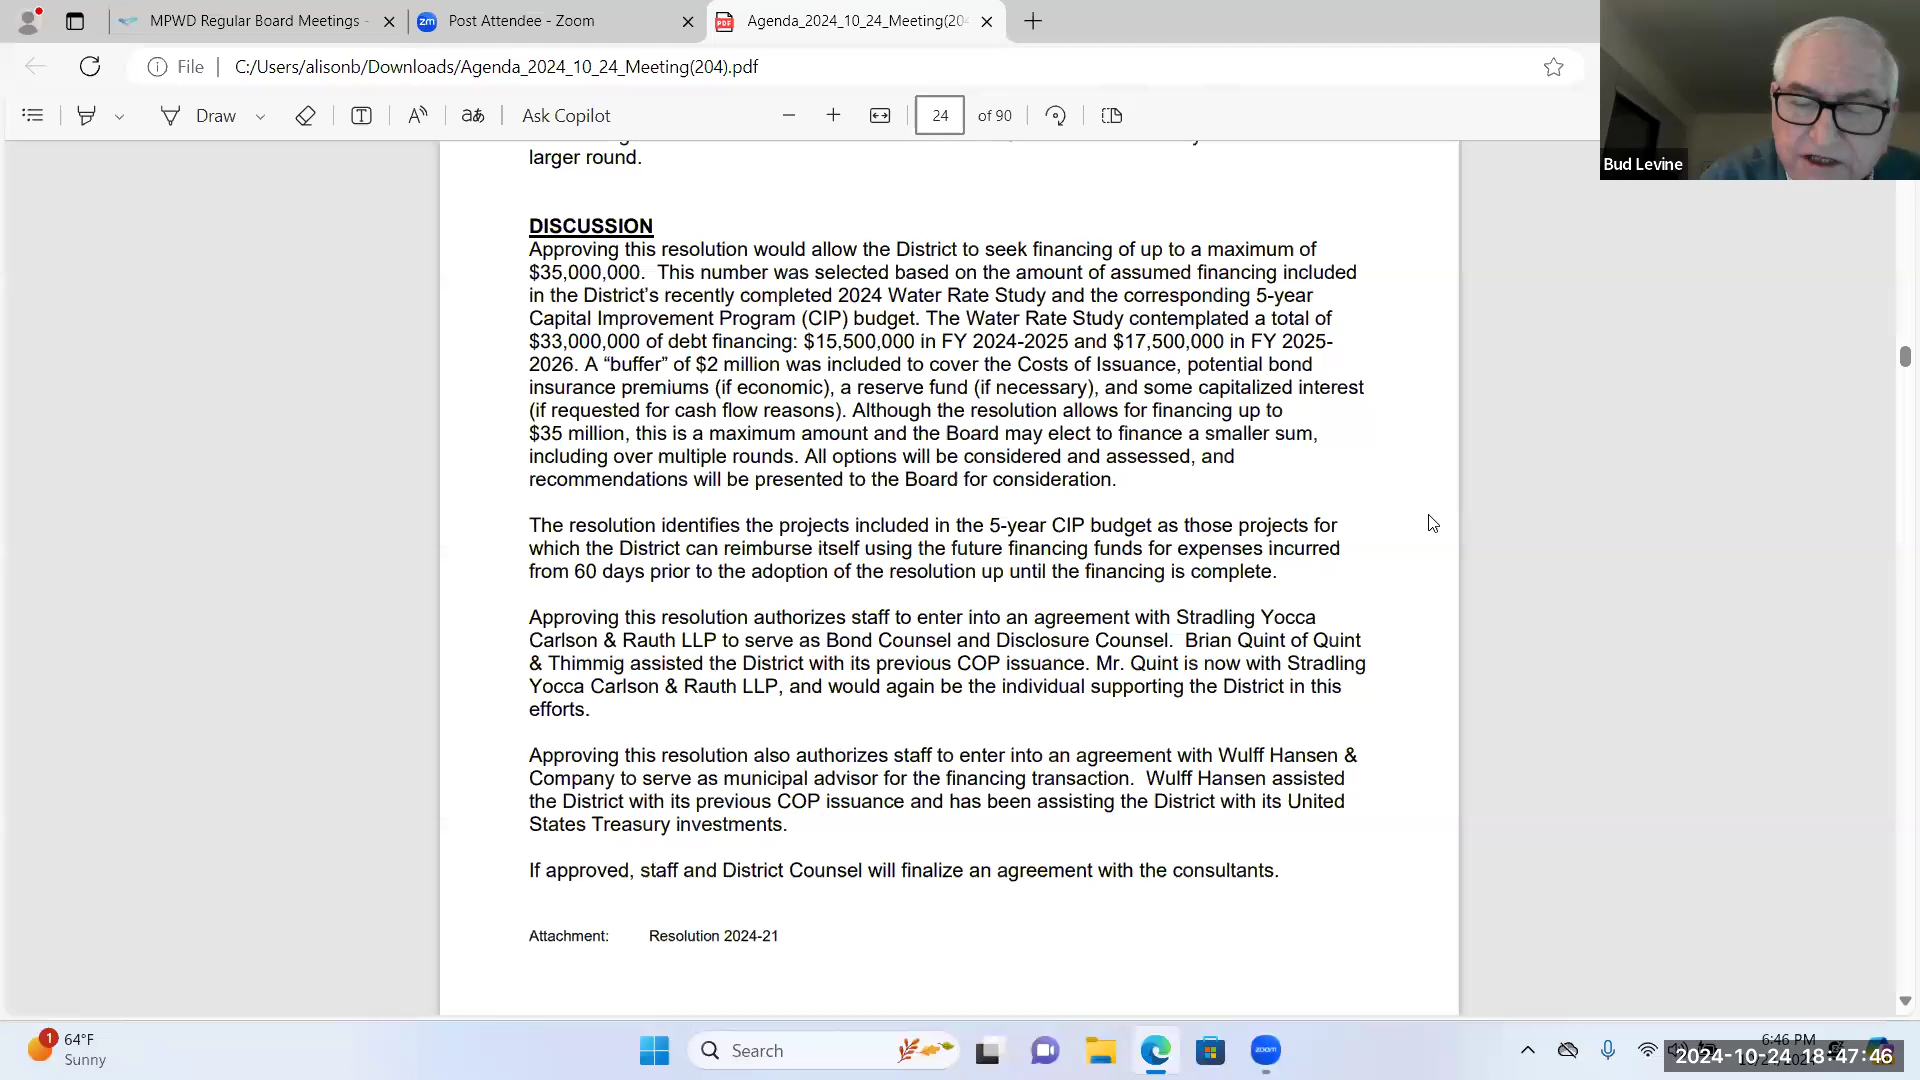 MPWD Regular Board Meetings -
Post Attendee - Zoom
Agenda_2024_10_24_Meeting(204
File
C:/Users/alisonb/Downloads/Agenda_2024_10_24_Meeting(204).pdf
Draw
Ask Copilot
24
of 90
Bud Levine
larger round.
DISCUSSION
Approving this resolution would allow the District to seek financing of up to a maximum of
$35,000,000.  This number was selected based on the amount of assumed financing included
in the District's recently completed 2024 Water Rate Study and the corresponding 5-year
Capital Improvement Program (CIP) budget. The Water Rate Study contemplated a total of
$33,000,000 of debt financing: $15,500,000 in FY 2024-2025 and $17,500,000 in FY 2025-
2026. A “buffer” of $2 million was included to cover the Costs of Issuance, potential bond
insurance premiums (if economic), a reserve fund (if necessary), and some capitalized interest
(if requested for cash flow reasons). Although the resolution allows for financing up to
$35 million, this is a maximum amount and the Board may elect to finance a smaller sum,
including over multiple rounds. All options will be considered and assessed, and
recommendations will be presented to the Board for consideration.
The resolution identifies the projects included in the 5-year CIP budget as those projects for
which the District can reimburse itself using the future financing funds for expenses incurred
from 60 days prior to the adoption of the resolution up until the financing is complete.
Approving this resolution authorizes staff to enter into an agreement with Stradling Yocca
Carlson & Rauth LLP to serve as Bond Counsel and Disclosure Counsel.  Brian Quint of Quint
& Thimmig assisted the District with its previous COP issuance. Mr. Quint is now with Stradling
Yocca Carlson & Rauth LLP, and would again be the individual supporting the District in this
efforts.
Approving this resolution also authorizes staff to enter into an agreement with Wulff Hansen &
Company to serve as municipal advisor for the financing transaction.  Wulff Hansen assisted
the District with its previous COP issuance and has been assisting the District with its United
States Treasury investments.
If approved, staff and District Counsel will finalize an agreement with the consultants.
Attachment: Resolution 2024-21
1
64°F
Sunny
Search
zoom
6:46 PM
2024-10-24 18:47:46